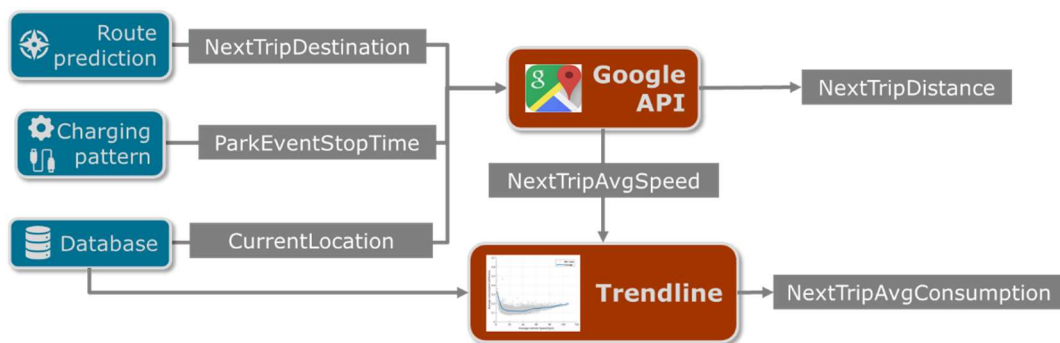 Route
prediction
NextTripDestination
Google
API
NextTripDistance
Charging
pattern
ParkEventStopTime
NextTripAvgSpeed
Database
CurrentLocation
Trendline
NextTripAvgConsumption